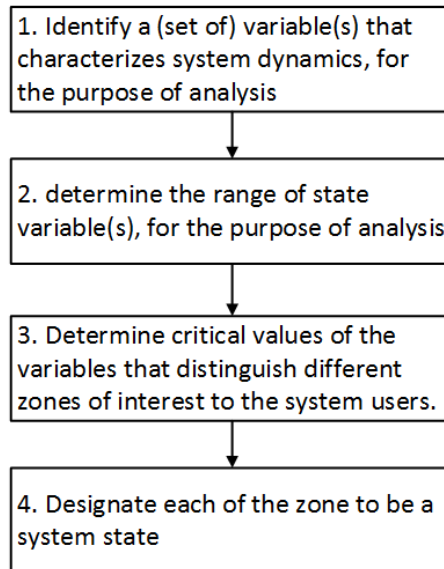 1. Identify a (set of) variable(s) that
characterizes system dynamics, for
the purpose of analysis
2. determine the range of state
variable(s), for the purpose of analysis
3. Determine critical values of the
variables that distinguish different
zones of interest to the system users.
4. Designate each of the zone to be a
system state